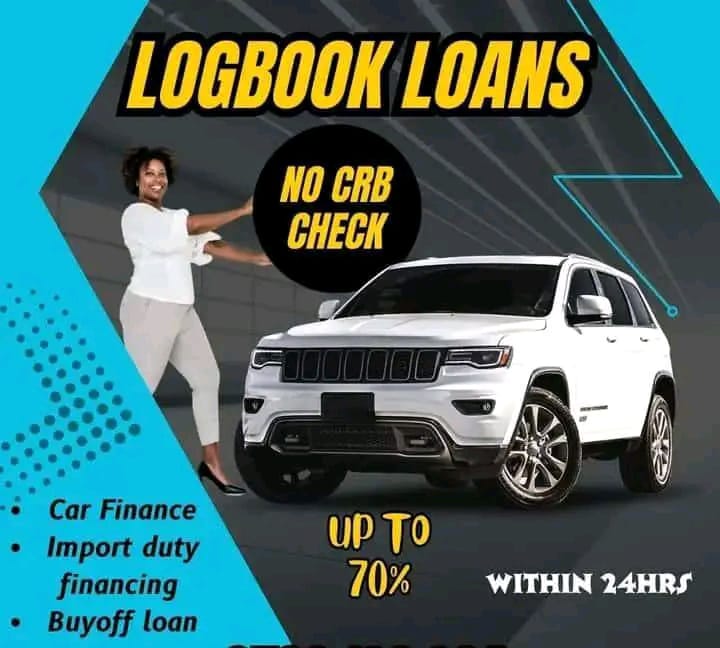 LOGBOOK LOANS
NO CRB
CHECK
• Car Finance
• Import duty
financing
• Buyoff loan
UP TO
70%
WITHIN 24HRS